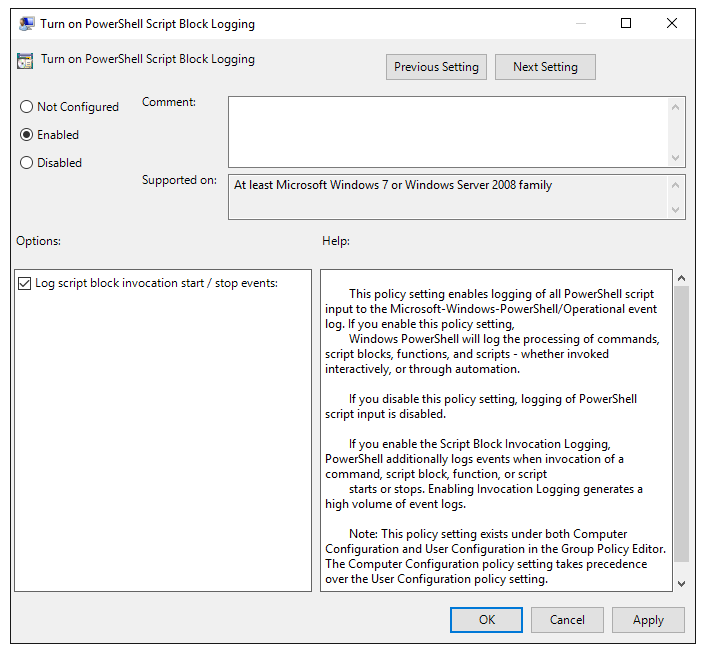 Turn on PowerShell Script Block Logging
Turn on PowerShell Script Block Logging
Previous Setting
Next Setting
Not Configured
Enabled
Disabled
Comment:
Supported on:
At least Microsoft Windows 7 or Windows Server 2008 family
Options:
Help:
Log script block invocation start / stop events:
This policy setting enables logging of all PowerShell script
input to the Microsoft-Windows-PowerShell/Operational event
log. If you enable this policy setting,
Windows PowerShell will log the processing of commands,
script blocks, functions, and scripts - whether invoked
interactively, or through automation.
If you disable this policy setting, logging of PowerShell
script input is disabled.
If you enable the Script Block Invocation Logging,
PowerShell additionally logs events when invocation of a
command, script block, function, or script
starts or stops. Enabling Invocation Logging generates a
high volume of event logs.
Note: This policy setting exists under both Computer
Configuration and User Configuration in the Group Policy Editor.
The Computer Configuration policy setting takes precedence
over the User Configuration policy setting.
OK
Cancel
Apply